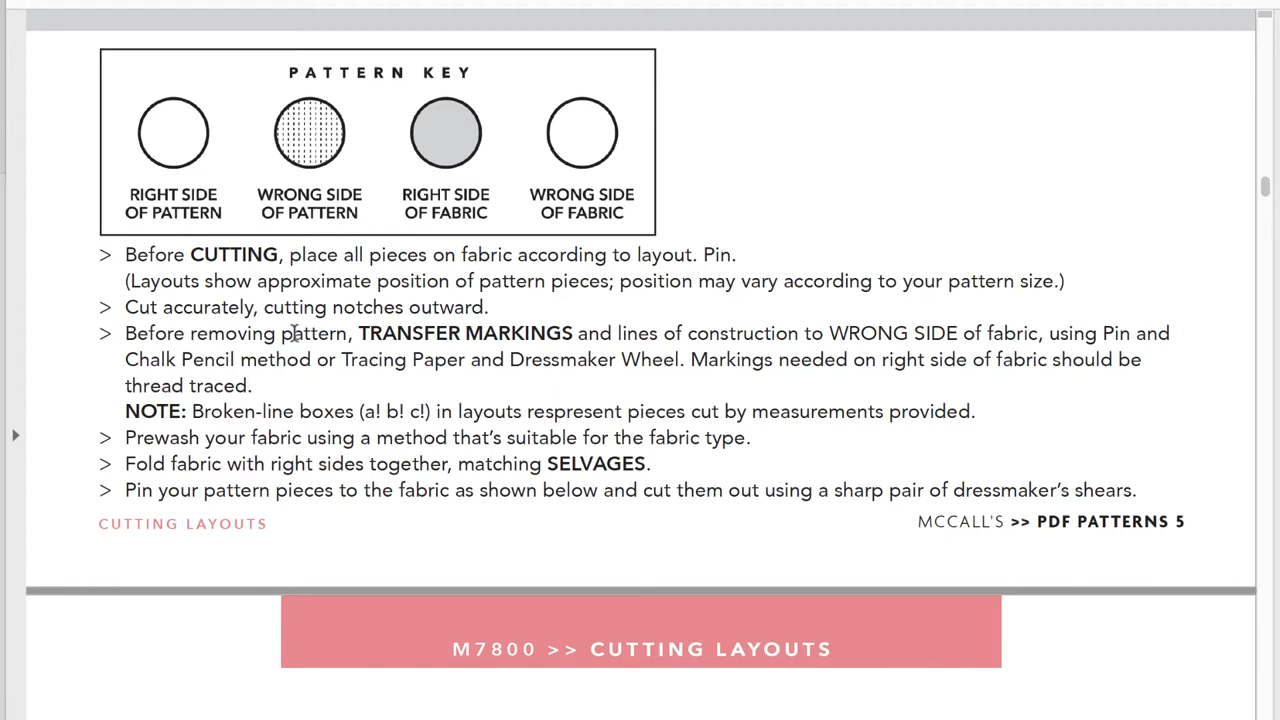 PATTERN KEY
RIGHT SIDE OF PATTERN
WRONG SIDE OF PATTERN
RIGHT SIDE OF FABRIC
WRONG SIDE OF FABRIC
> Before CUTTING, place all pieces on fabric according to layout. Pin.
(Layouts show approximate position of pattern pieces; position may vary according to your pattern size.)
> Cut accurately, cutting notches outward.
> Before removing pattern, TRANSFER MARKINGS and lines of construction to WRONG SIDE of fabric, using Pin and
Chalk Pencil method or Tracing Paper and Dressmaker Wheel. Markings needed on right side of fabric should be
thread traced.
NOTE: Broken-line boxes (a! b! c!) in layouts respresent pieces cut by measurements provided.
> Prewash your fabric using a method that's suitable for the fabric type.
> Fold fabric with right sides together, matching SELVAGES.
> Pin your pattern pieces to the fabric as shown below and cut them out using a sharp pair of dressmaker's shears.
CUTTING LAYOUTS
MCCALL'S >> PDF PATTERNS 5
M7800 >> CUTTING LAYOUTS